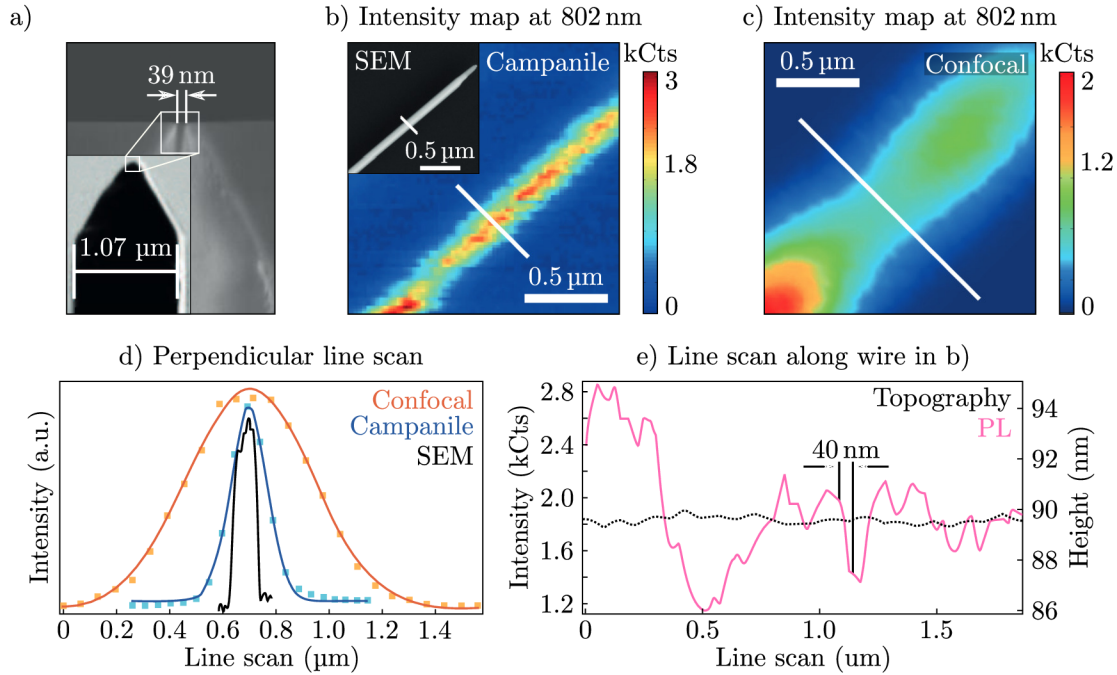 a)
39 nm
1.07 µm
b) Intensity map at 802 nm
SEM
0.5 µm
Campanile
0.5 µm
kCts
3
1.8
0
c) Intensity map at 802 nm
0.5 µm
Confocal
kCts
2
1.2
0
d) Perpendicular line scan
Confocal
Campanile
SEM
Intensity (a.u.)
0 0.2 0.4 0.6 0.8 1.0 1.2 1.4
Line scan (µm)
e) Line scan along wire in b)
Topography
PL
40 nm
Intensity (kCts)
2.8
2.4
2.0
1.6
1.2
94
93
90
89
88
86
Height (nm)
0 0.5 1.0 1.5
Line scan (um)